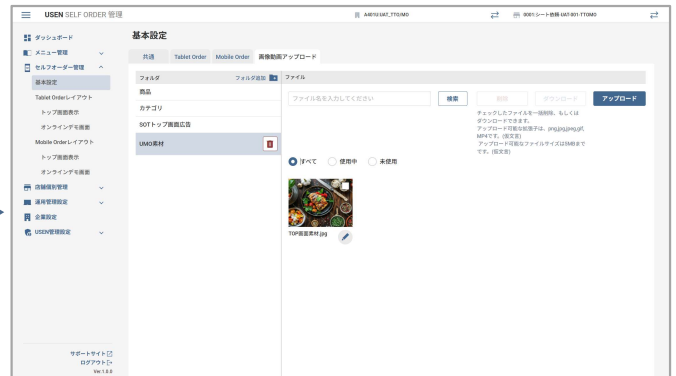 USEN SELF ORDER 管理
A401U:UAT_TTO/MO
0001:シート依頼-UAT-001-TTOMO
ダッシュボード
メニュー管理
セルフオーダー管理
基本設定
Tablet Orderレイアウト
トップ画面表示
オンラインデモ画面
Mobile Orderレイアウト
トップ画面表示
オンラインデモ画面
店舗個別管理
運用管理設定
企業設定
USEN管理設定
サポートサイト
ログアウト
Ver:1.0.0
基本設定
共通 Tablet Order Mobile Order 画像動画アップロード
フォルダ フォルダ追加
商品
カテゴリ
SOTトップ画面広告
UMO素材
ファイル
ファイル名を入力してください 検索 削除 ダウンロード アップロード
チェックしたファイルを一括削除、もしくは
ダウンロードできます。
アップロード可能な拡張子は、png,jpg,jpeg,gif,
MP4です。(仮文言)
アップロード可能なファイルサイズは5MBまで
です。(仮文言)
すべて 使用中 未使用
TOP画面素材.jpg